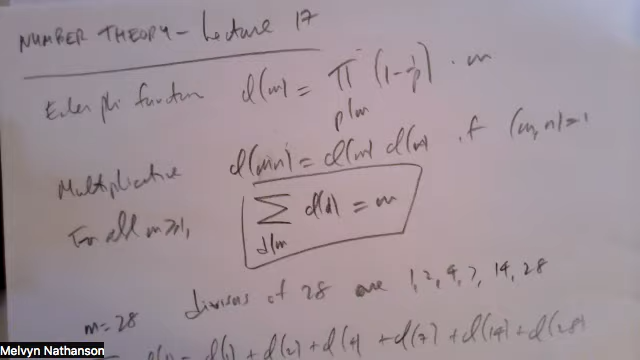 NUMBER THEORY – Lecture 17
Euler phi function φ(m) = ∏ (1 - 1/p) · m
p|m
Multiplicative φ(mn) = φ(m) φ(n) if (m,n)=1
For all m≥1, ∑ φ(d) = m
d|m
m=28 divisors of 28 are 1, 2, 4, 7, 14, 28
φ(1) + φ(2) + φ(4) + φ(7) + φ(14) + φ(28)
Melvyn Nathanson